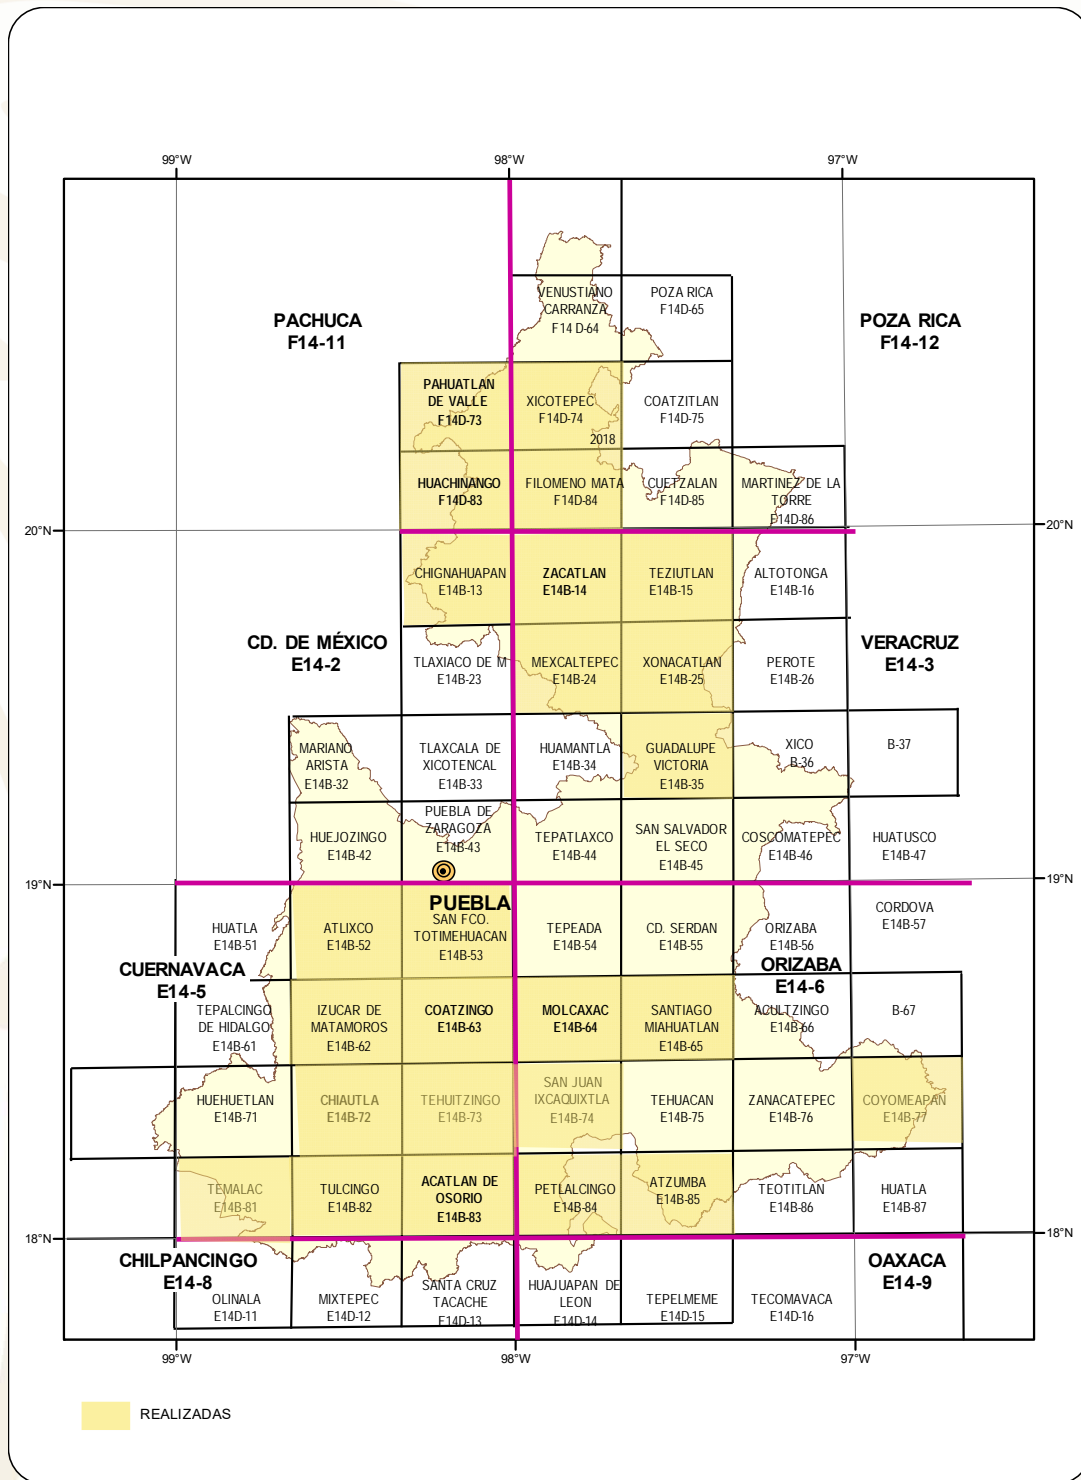 99°W
98°W
97°W
VENUSTIANO
CARRANZA
F14 D-64
POZA RICA
F14D-65
PACHUCA
F14-11
POZA RICA
F14-12
PAHUATLAN
DE VALLE
F14D-73
XICOTEPEC
F14D-74
2018
COATZITLAN
F14D-75
HUACHINANGO
F14D-83
FILOMENO MATA
F14D-84
CUETZALAN
F14D-85
MARTINEZ DE LA
TORRE
F14D-86
20°N
20°N
CHIGNAHUAPAN
E14B-13
ZACATLAN
E14B-14
TEZIUTLAN
E14B-15
ALTOTONGA
E14B-16
CD. DE MÉXICO
E14-2
VERACRUZ
E14-3
TLAXIACO DE M
E14B-23
MEXCALTEPEC
E14B-24
XONACATLAN
E14B-25
PEROTE
E14B-26
MARIANO
ARISTA
E14B-32
TLAXCALA DE
XICOTENCAL
E14B-33
HUAMANTLA
E14B-34
GUADALUPE
VICTORIA
E14B-35
XICO
B-36
B-37
HUEJOZINGO
E14B-42
PUEBLA DE
ZARAGOZA
E14B-43
TEPATLAXCO
E14B-44
SAN SALVADOR
EL SECO
E14B-45
COSCOMATEPEC
E14B-46
HUATUSCO
E14B-47
19°N
19°N
PUEBLA
HUATLA
E14B-51
ATLIXCO
E14B-52
SAN FCO.
TOTIMEHUACAN
E14B-53
TEPEADA
E14B-54
CD. SERDAN
E14B-55
ORIZABA
E14B-56
CORDOVA
E14B-57
CUERNAVACA
E14-5
ORIZABA
E14-6
TEPALCINGO
DE HIDALGO
E14B-61
IZUCAR DE
MATAMOROS
E14B-62
COATZINGO
E14B-63
MOLCAXAC
E14B-64
SANTIAGO
MIAHUATLAN
E14B-65
ACULTZINGO
E14B-66
B-67
HUEHUETLAN
E14B-71
CHIAUTLA
E14B-72
TEHUITZINGO
E14B-73
SAN JUAN
IXCAQUIXTLA
E14B-74
TEHUACAN
E14B-75
ZANACATEPEC
E14B-76
COYOMEAPAN
E14B-77
TEMALAC
E14B-81
TULCINGO
E14B-82
ACATLAN DE
OSORIO
E14B-83
PETLALCINGO
E14B-84
ATZUMBA
E14B-85
TEOTITLAN
E14B-86
HUATLA
E14B-87
18°N
18°N
CHILPANCINGO
E14-8
OAXACA
E14-9
OLINALA
E14D-11
MIXTEPEC
E14D-12
SANTA CRUZ
TACACHE
E14D-13
HUAJUAPAN DE
LEON
E14D-14
TEPELMEME
E14D-15
TECOMAVACA
E14D-16
99°W
98°W
97°W
REALIZADAS